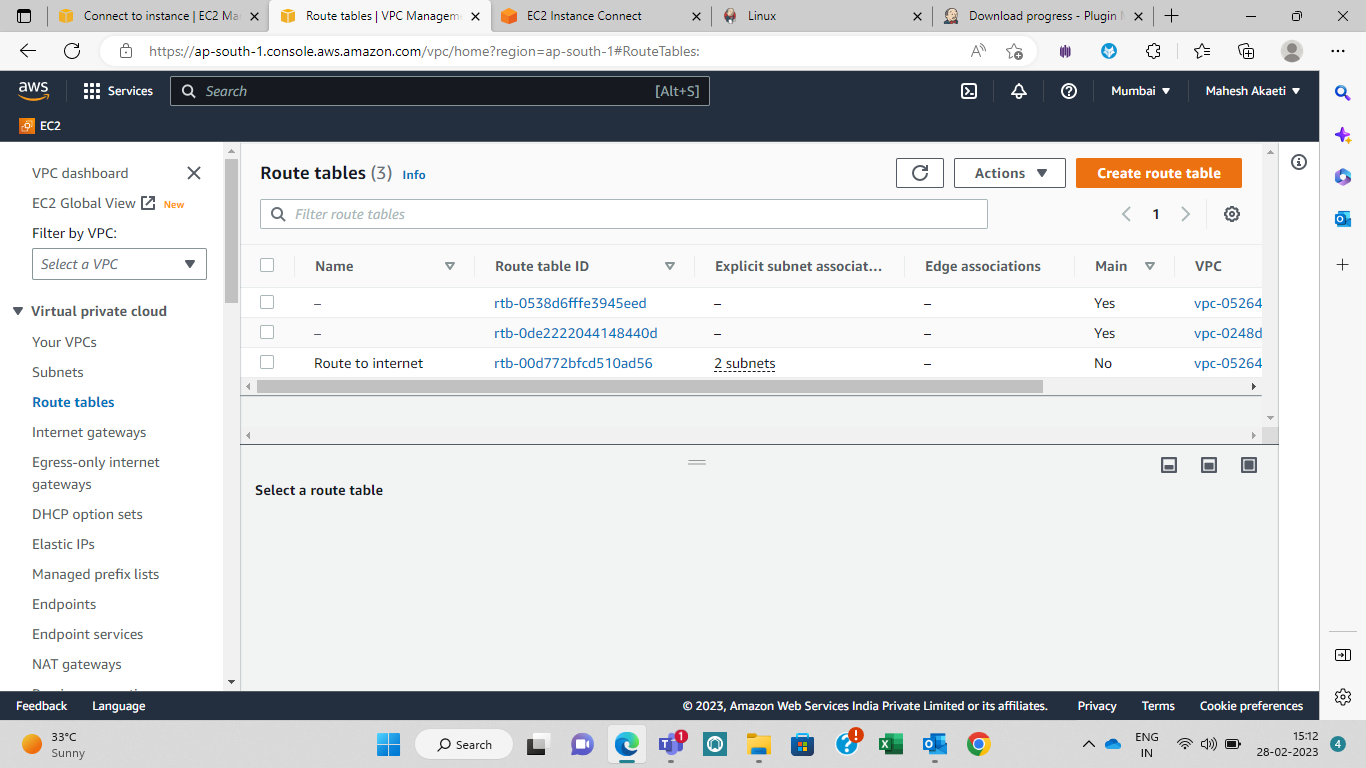 Connect to instance | EC2 Ma
Route tables | VPC Managem
EC2 Instance Connect
Linux
Download progress - Plugin
https://ap-south-1.console.aws.amazon.com/vpc/home?region=ap-south-1#RouteTables:
aws
Services
Search
[Alt+S]
Mumbai
Mahesh Akaeti
EC2
VPC dashboard
EC2 Global View
New
Filter by VPC:
Select a VPC
Virtual private cloud
Your VPCs
Subnets
Route tables
Internet gateways
Egress-only internet
gateways
DHCP option sets
Elastic IPs
Managed prefix lists
Endpoints
Endpoint services
NAT gateways
Route tables (3) Info
Actions
Create route table
Filter route tables
1
Name Route table ID Explicit subnet associat... Edge associations Main VPC
– rtb-0538d6fffe3945eed – – Yes vpc-05264
– rtb-0de2222044148440d – – Yes vpc-0248d
Route to internet rtb-00d772bfcd510ad56 2 subnets – No vpc-05264
Select a route table
Feedback
Language
© 2023, Amazon Web Services India Private Limited or its affiliates.
Privacy
Terms
Cookie preferences
33°C
Sunny
Search
1
ENG
IN
15:12
28-02-2023
4